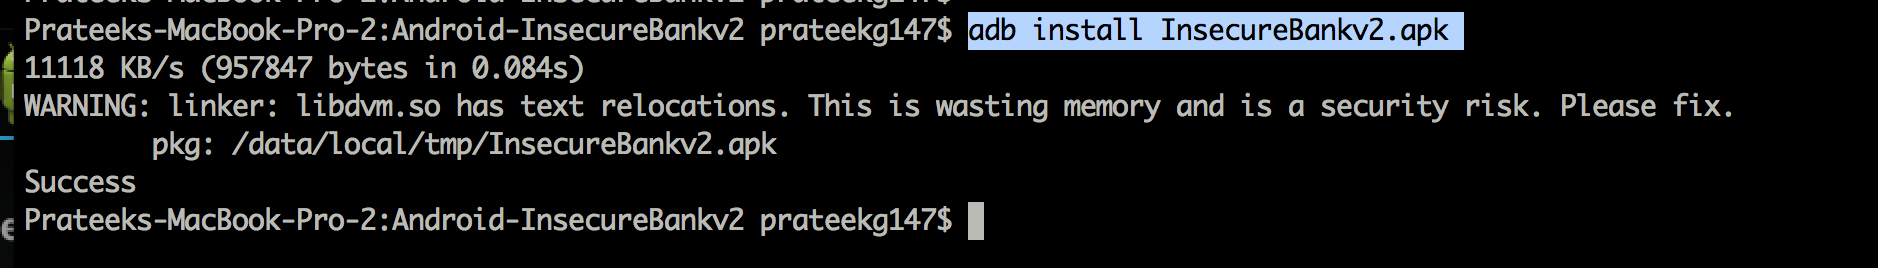 Prateeks-MacBook-Pro-2:Android-InsecureBankv2 prateekg147$ adb install InsecureBankv2.apk
11118 KB/s (957847 bytes in 0.084s)
WARNING: linker: libdvm.so has text relocations. This is wasting memory and is a security risk. Please fix.
pkg: /data/local/tmp/InsecureBankv2.apk
Success
Prateeks-MacBook-Pro-2:Android-InsecureBankv2 prateekg147$